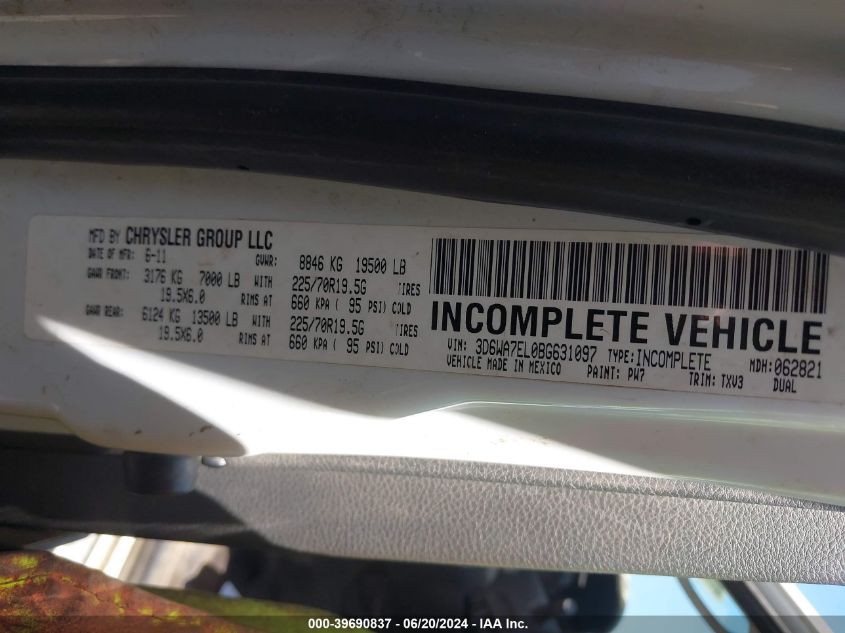 MFD BY CHRYSLER GROUP LLC
DATE OF MFR: 6-11 GVWR: 8846 KG 19500 LB
GAWR FRONT: 3176 KG 7000 LB WITH 225/70R19.5G TIRES
19.5X6.0 RIMS AT 660 KPA ( 95 PSI) COLD
GAWR REAR: 6124 KG 13500 LB WITH 225/70R19.5G TIRES
19.5X6.0 RIMS AT 660 KPA ( 95 PSI) COLD
INCOMPLETE VEHICLE
VIN: 3D6WA7EL0BG631097 TYPE: INCOMPLETE MDH: 062821
VEHICLE MADE IN MEXICO PAINT: PW7 TRIM: TXV3 DUAL
000-39690837 - 06/20/2024 - IAA Inc.